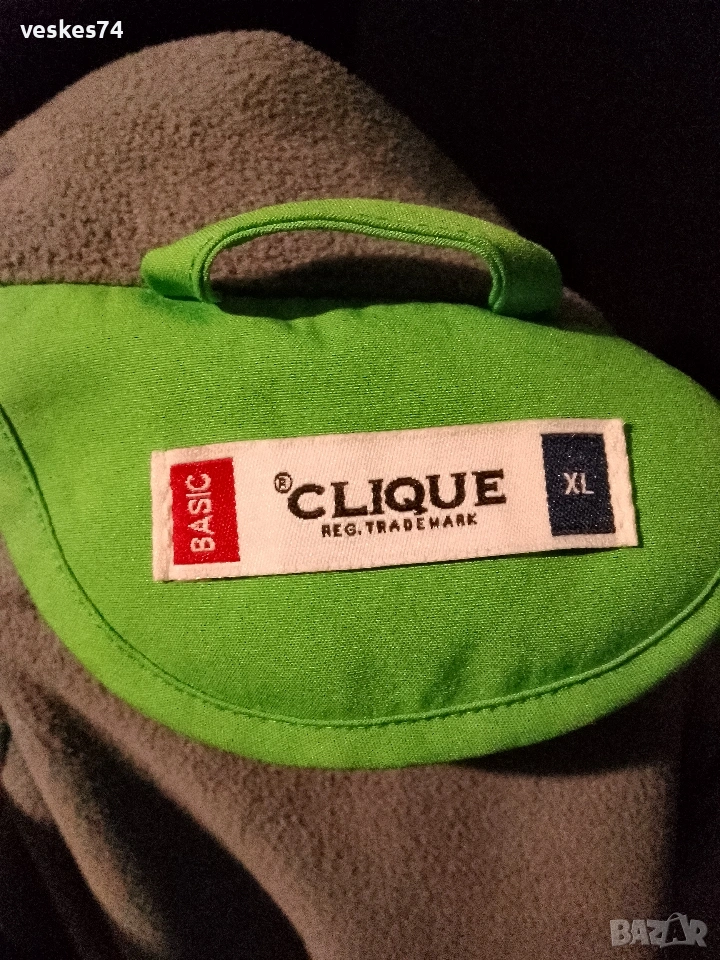 veskes74
BASIC
® CLIQUE
REG. TRADEMARK
XL
BAZAR